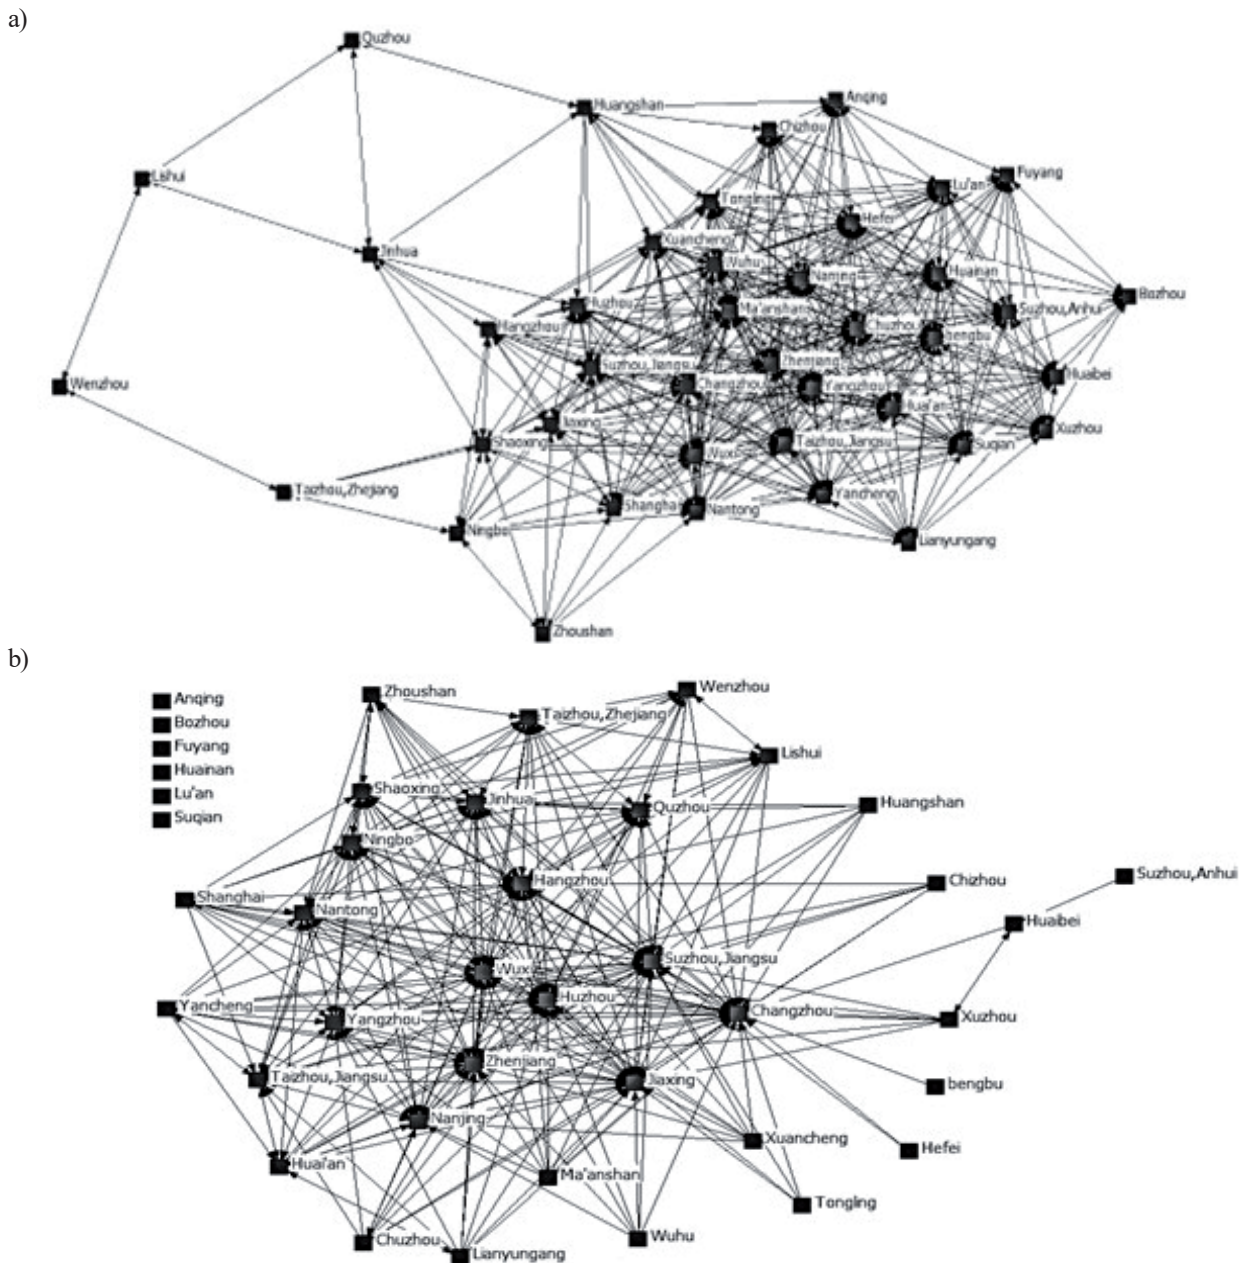 a)
Quzhou
Huangshan
Anqing
Chizhou
Lishui
Fuyang
Lu'an
Tongling
Hefei
Jinhua
Xuancheng
Wuhu
Nanjing
Huainan
Bozhou
Huzhou
Ma'anshan
Suzhou,Anhui
Hangzhou
Chuzhou
bengbu
Suzhou,Jiangsu
Zhenjiang
Wenzhou
Changzhou
Yangzhou
Huabei
Hua'an
Jiaxing
Shaoxing
Taizhou,Jiangsu
Suqian
Xuzhou
Wuxi
Taizhou,Zhejiang
Yancheng
Shanghai
Nantong
Ningbo
Lianyungang
Zhoushan
b)
Anqing
Bozhou
Fuyang
Huainan
Lu'an
Suqian
Zhoushan
Taizhou,Zhejiang
Wenzhou
Lishui
Shaoxing
Jinhua
Quzhou
Huangshan
Ningbo
Hangzhou
Chizhou
Suzhou,Anhui
Shanghai
Nantong
Huaibei
Suzhou,Jiangsu
Wuxi
Huzhou
Yancheng
Yangzhou
Changzhou
Xuzhou
Zhenjiang
Taizhou,Jiangsu
Jiaxing
bengbu
Nanjing
Xuancheng
Hefei
Huai'an
Ma'anshan
Tongling
Chuzhou
Lianyungang
Wuhu